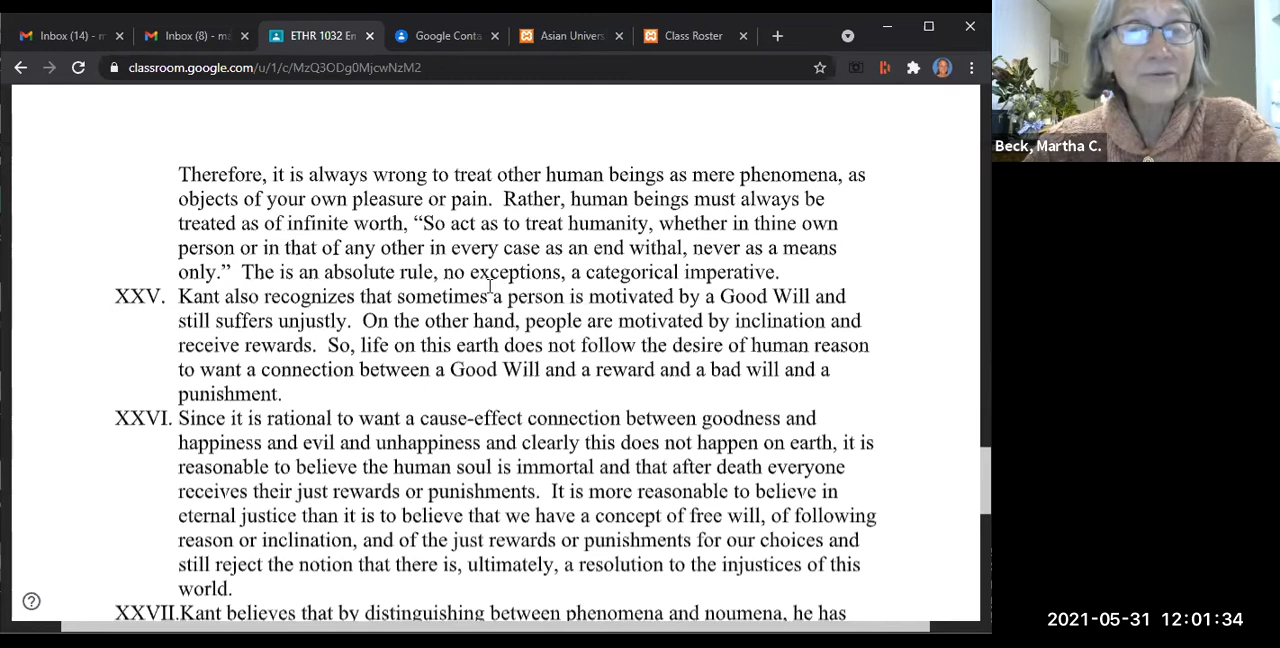 Inbox (14) - m
Inbox (8) - ma
ETHR 1032 En
Google Conta
Asian Univers
Class Roster
classroom.google.com/u/1/c/MzQ3ODg0MjcwNzM2
Beck, Martha C.
Therefore, it is always wrong to treat other human beings as mere phenomena, as
objects of your own pleasure or pain. Rather, human beings must always be
treated as of infinite worth, “So act as to treat humanity, whether in thine own
person or in that of any other in every case as an end withal, never as a means
only.” The is an absolute rule, no exceptions, a categorical imperative.
XXV. Kant also recognizes that sometimes a person is motivated by a Good Will and
still suffers unjustly. On the other hand, people are motivated by inclination and
receive rewards. So, life on this earth does not follow the desire of human reason
to want a connection between a Good Will and a reward and a bad will and a
punishment.
XXVI. Since it is rational to want a cause-effect connection between goodness and
happiness and evil and unhappiness and clearly this does not happen on earth, it is
reasonable to believe the human soul is immortal and that after death everyone
receives their just rewards or punishments. It is more reasonable to believe in
eternal justice than it is to believe that we have a concept of free will, of following
reason or inclination, and of the just rewards or punishments for our choices and
still reject the notion that there is, ultimately, a resolution to the injustices of this
world.
XXVII.Kant believes that by distinguishing between phenomena and noumena, he has
2021-05-31 12:01:34